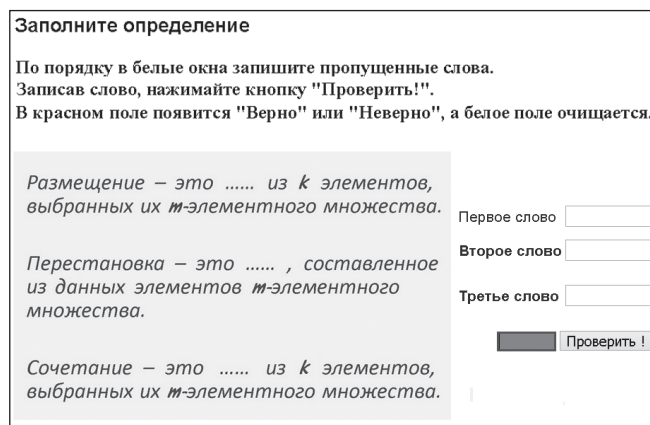 Заполните определение
По порядку в белые окна запишите пропущенные слова.
Записав слово, нажимайте кнопку "Проверить!".
В красном поле появится "Верно" или "Неверно", а белое поле очищается.
Размещение – это ...... из k элементов,
выбранных их m-элементного множества.
Перестановка – это ...... , составленное
из данных элементов m-элементного
множества.
Сочетание – это ...... из k элементов,
выбранных их m-элементного множества.
Первое слово
Второе слово
Третье слово
Проверить !